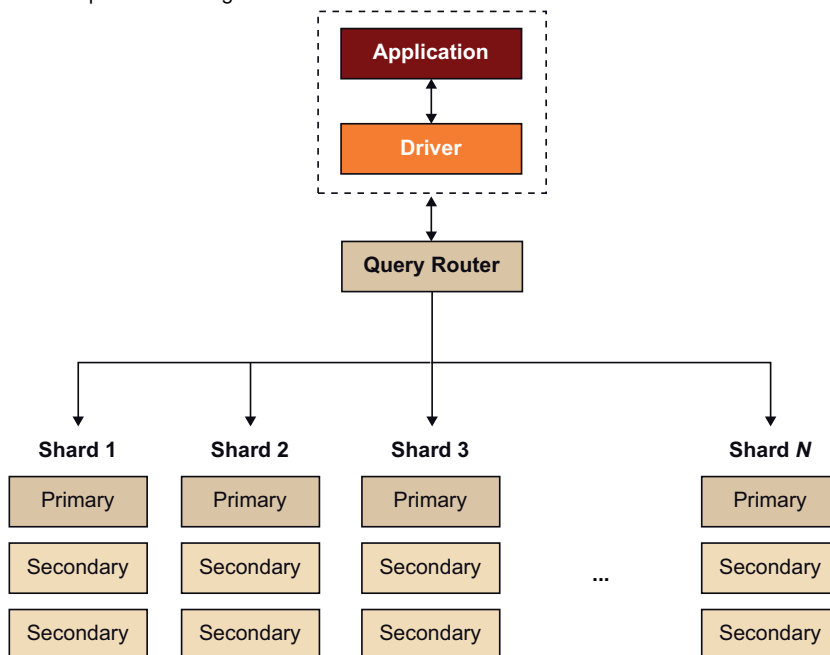 Application
Driver
Query Router
Shard 1 Shard 2 Shard 3 Shard N
Primary Primary Primary Primary
Secondary Secondary Secondary ... Secondary
Secondary Secondary Secondary Secondary